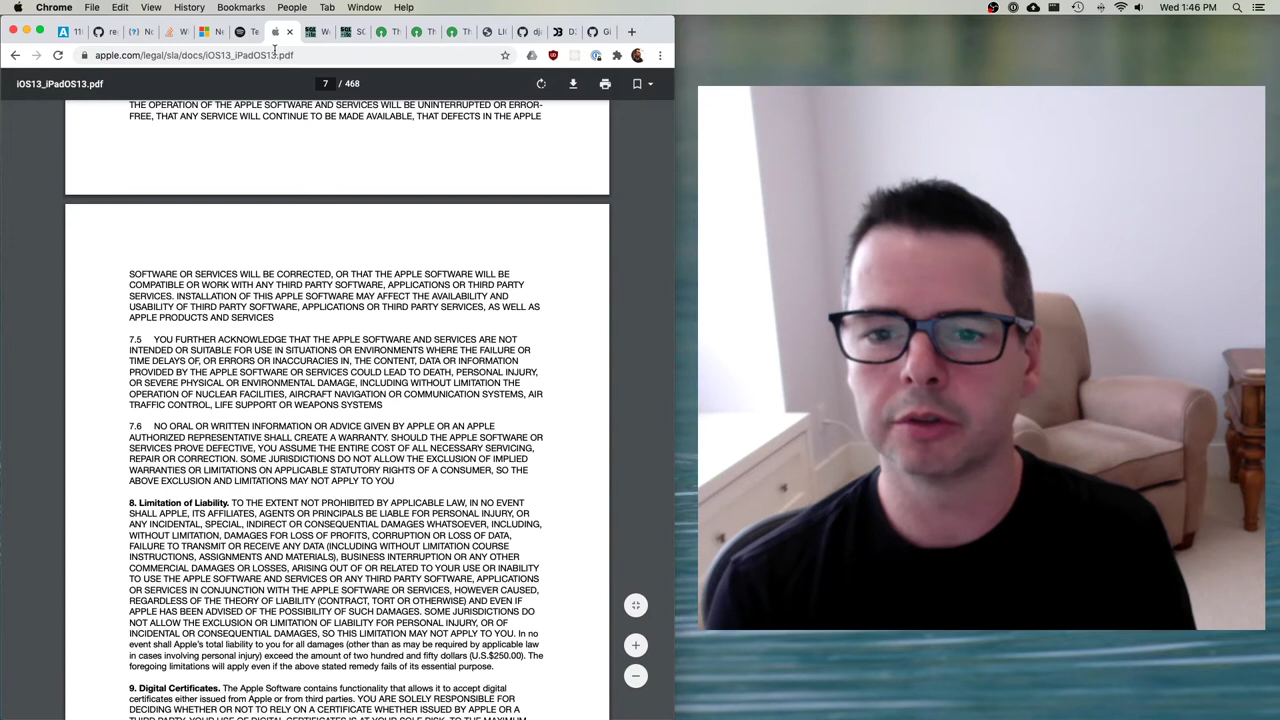 Chrome File Edit View History Bookmarks People Tab Window Help Wed 1:46 PM
apple.com/legal/sla/docs/iOS13_iPadOS13.pdf
iOS13_iPadOS13.pdf 7 / 468
THE OPERATION OF THE APPLE SOFTWARE AND SERVICES WILL BE UNINTERRUPTED OR ERROR-
FREE, THAT ANY SERVICE WILL CONTINUE TO BE MADE AVAILABLE, THAT DEFECTS IN THE APPLE
SOFTWARE OR SERVICES WILL BE CORRECTED, OR THAT THE APPLE SOFTWARE WILL BE
COMPATIBLE OR WORK WITH ANY THIRD PARTY SOFTWARE, APPLICATIONS OR THIRD PARTY
SERVICES. INSTALLATION OF THIS APPLE SOFTWARE MAY AFFECT THE AVAILABILITY AND
USABILITY OF THIRD PARTY SOFTWARE, APPLICATIONS OR THIRD PARTY SERVICES, AS WELL AS
APPLE PRODUCTS AND SERVICES
7.5 YOU FURTHER ACKNOWLEDGE THAT THE APPLE SOFTWARE AND SERVICES ARE NOT
INTENDED OR SUITABLE FOR USE IN SITUATIONS OR ENVIRONMENTS WHERE THE FAILURE OR
TIME DELAYS OF, OR ERRORS OR INACCURACIES IN, THE CONTENT, DATA OR INFORMATION
PROVIDED BY THE APPLE SOFTWARE OR SERVICES COULD LEAD TO DEATH, PERSONAL INJURY,
OR SEVERE PHYSICAL OR ENVIRONMENTAL DAMAGE, INCLUDING WITHOUT LIMITATION THE
OPERATION OF NUCLEAR FACILITIES, AIRCRAFT NAVIGATION OR COMMUNICATION SYSTEMS, AIR
TRAFFIC CONTROL, LIFE SUPPORT OR WEAPONS SYSTEMS
7.6 NO ORAL OR WRITTEN INFORMATION OR ADVICE GIVEN BY APPLE OR AN APPLE
AUTHORIZED REPRESENTATIVE SHALL CREATE A WARRANTY. SHOULD THE APPLE SOFTWARE OR
SERVICES PROVE DEFECTIVE, YOU ASSUME THE ENTIRE COST OF ALL NECESSARY SERVICING,
REPAIR OR CORRECTION. SOME JURISDICTIONS DO NOT ALLOW THE EXCLUSION OF IMPLIED
WARRANTIES OR LIMITATIONS ON APPLICABLE STATUTORY RIGHTS OF A CONSUMER, SO THE
ABOVE EXCLUSION AND LIMITATIONS MAY NOT APPLY TO YOU
8. Limitation of Liability. TO THE EXTENT NOT PROHIBITED BY APPLICABLE LAW, IN NO EVENT
SHALL APPLE, ITS AFFILIATES, AGENTS OR PRINCIPALS BE LIABLE FOR PERSONAL INJURY, OR
ANY INCIDENTAL, SPECIAL, INDIRECT OR CONSEQUENTIAL DAMAGES WHATSOEVER, INCLUDING,
WITHOUT LIMITATION, DAMAGES FOR LOSS OF PROFITS, CORRUPTION OR LOSS OF DATA,
FAILURE TO TRANSMIT OR RECEIVE ANY DATA (INCLUDING WITHOUT LIMITATION COURSE
INSTRUCTIONS, ASSIGNMENTS AND MATERIALS), BUSINESS INTERRUPTION OR ANY OTHER
COMMERCIAL DAMAGES OR LOSSES, ARISING OUT OF OR RELATED TO YOUR USE OR INABILITY
TO USE THE APPLE SOFTWARE AND SERVICES OR ANY THIRD PARTY SOFTWARE, APPLICATIONS
OR SERVICES IN CONJUNCTION WITH THE APPLE SOFTWARE OR SERVICES, HOWEVER CAUSED,
REGARDLESS OF THE THEORY OF LIABILITY (CONTRACT, TORT OR OTHERWISE) AND EVEN IF
APPLE HAS BEEN ADVISED OF THE POSSIBILITY OF SUCH DAMAGES. SOME JURISDICTIONS DO
NOT ALLOW THE EXCLUSION OR LIMITATION OF LIABILITY FOR PERSONAL INJURY, OR OF
INCIDENTAL OR CONSEQUENTIAL DAMAGES, SO THIS LIMITATION MAY NOT APPLY TO YOU. In no
event shall Apple's total liability to you for all damages (other than as may be required by applicable law
in cases involving personal injury) exceed the amount of two hundred and fifty dollars (U.S.$250.00). The
foregoing limitations will apply even if the above stated remedy fails of its essential purpose.
9. Digital Certificates. The Apple Software contains functionality that allows it to accept digital
certificates either issued from Apple or from third parties. YOU ARE SOLELY RESPONSIBLE FOR
DECIDING WHETHER OR NOT TO RELY ON A CERTIFICATE WHETHER ISSUED BY APPLE OR A